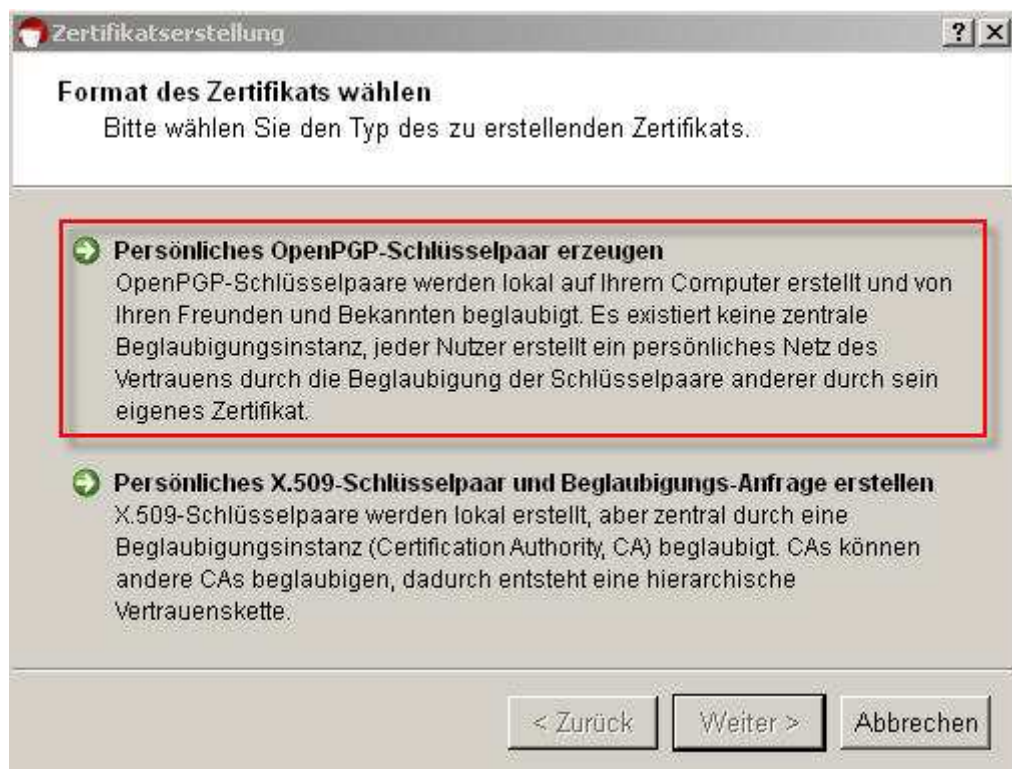 Zertifikatserstellung
Format des Zertifikats wählen
Bitte wählen Sie den Typ des zu erstellenden Zertifikats.
Persönliches OpenPGP-Schlüsselpaar erzeugen
OpenPGP-Schlüsselpaare werden lokal auf Ihrem Computer erstellt und von
Ihren Freunden und Bekannten beglaubigt. Es existiert keine zentrale
Beglaubigungsinstanz, jeder Nutzer erstellt ein persönliches Netz des
Vertrauens durch die Beglaubigung der Schlüsselpaare anderer durch sein
eigenes Zertifikat.
Persönliches X.509-Schlüsselpaar und Beglaubigungs-Anfrage erstellen
X.509-Schlüsselpaare werden lokal erstellt, aber zentral durch eine
Beglaubigungsinstanz (Certification Authority, CA) beglaubigt. CAs können
andere CAs beglaubigen, dadurch entsteht eine hierarchische
Vertrauenskette.
< Zurück Weiter > Abbrechen